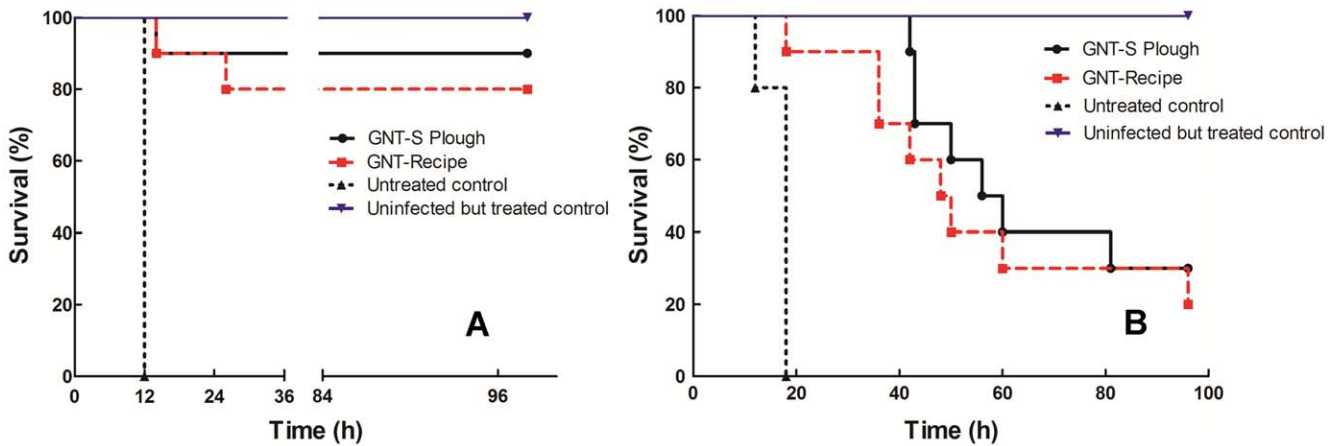 100
80
60
40
20
0
Survival (%)
0 12 24 36 84 96
Time (h)
GNT-S Plough
GNT-Recipe
Untreated control
Uninfected but treated control
A
100
80
60
40
20
0
Survival (%)
0 20 40 60 80 100
Time (h)
GNT-S Plough
GNT-Recipe
Untreated control
Uninfected but treated control
B